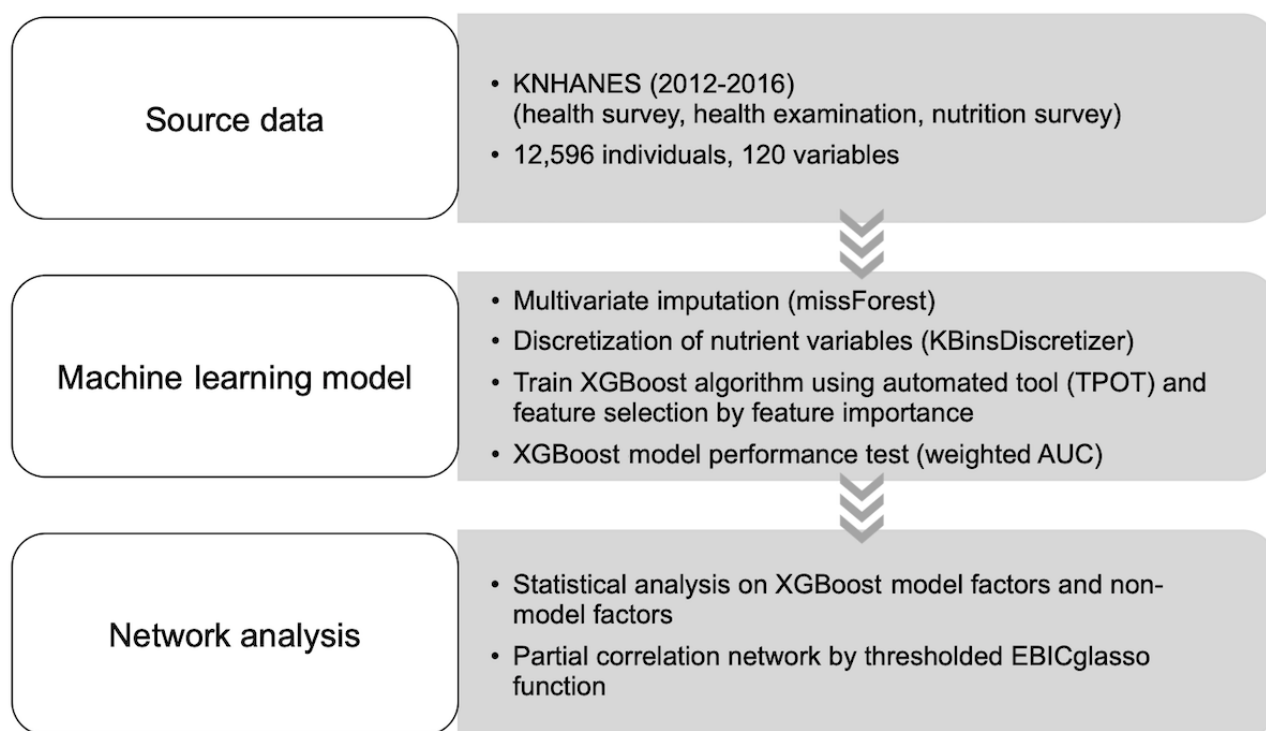 Source data
• KNHANES (2012-2016)
(health survey, health examination, nutrition survey)
• 12,596 individuals, 120 variables
Machine learning model
• Multivariate imputation (missForest)
• Discretization of nutrient variables (KBinsDiscretizer)
• Train XGBoost algorithm using automated tool (TPOT) and
feature selection by feature importance
• XGBoost model performance test (weighted AUC)
Network analysis
• Statistical analysis on XGBoost model factors and non-
model factors
• Partial correlation network by thresholded EBICglasso
function